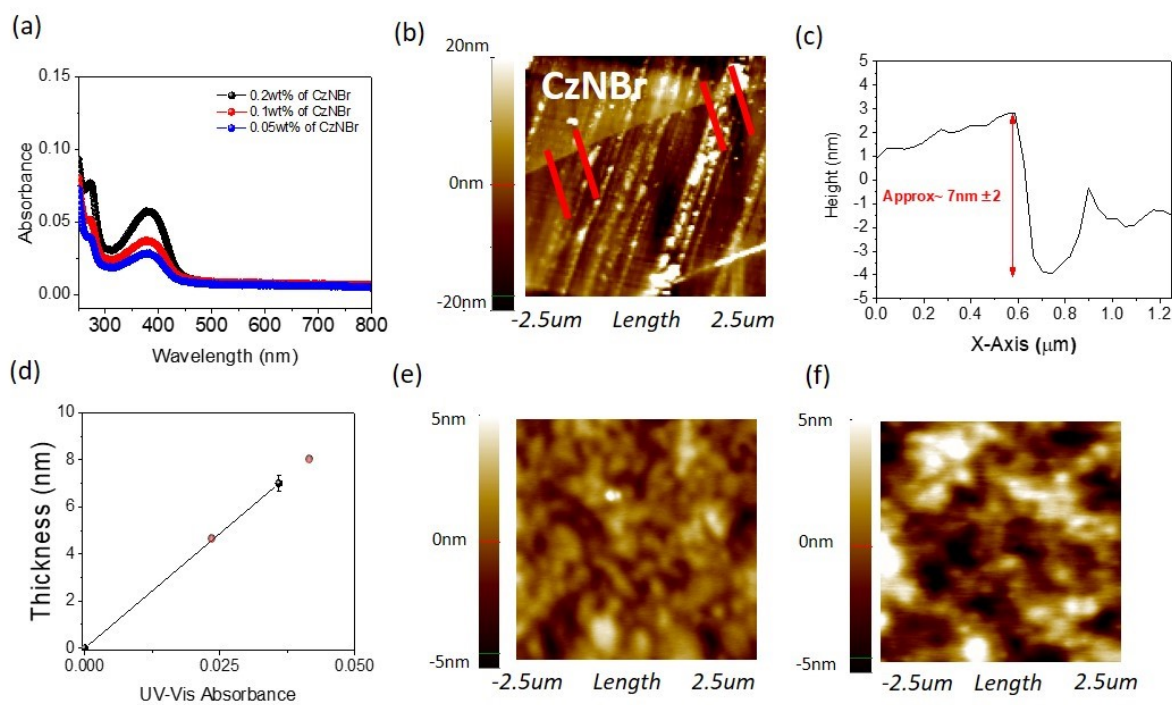 (a)
0.15
0.10
0.05
0.00
Absorbance
0.2wt% of CzNBr
0.1wt% of CzNBr
0.05wt% of CzNBr
300 400 500 600 700 800
Wavelength (nm)
(b)
20nm
0nm
-20nm
CzNBr
-2.5um Length 2.5um
(c)
5
4
3
2
1
0
-1
-2
-3
-4
-5
Height (nm)
Approx~ 7nm ±2
0.0 0.2 0.4 0.6 0.8 1.0 1.2
X-Axis (μm)
(d)
10
8
6
4
2
0
Thickness (nm)
0.000 0.025 0.050
UV-Vis Absorbance
(e)
5nm
0nm
-5nm
-2.5um Length 2.5um
(f)
5nm
0nm
-5nm
-2.5um Length 2.5um